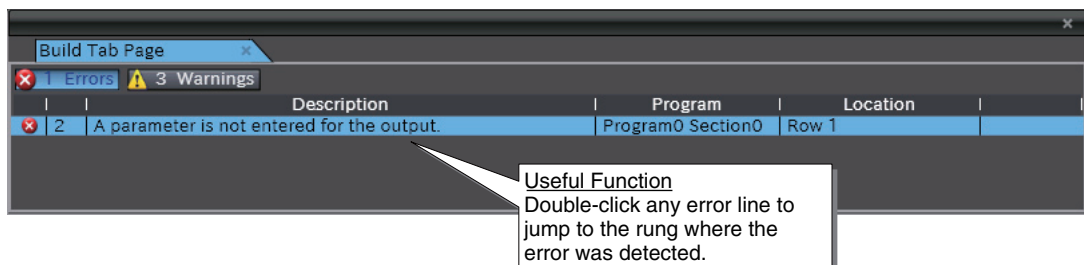 Build Tab Page
1 Errors 3 Warnings
Description Program Location
2 A parameter is not entered for the output. Program0 Section0 Row 1
Useful Function
Double-click any error line to
jump to the rung where the
error was detected.